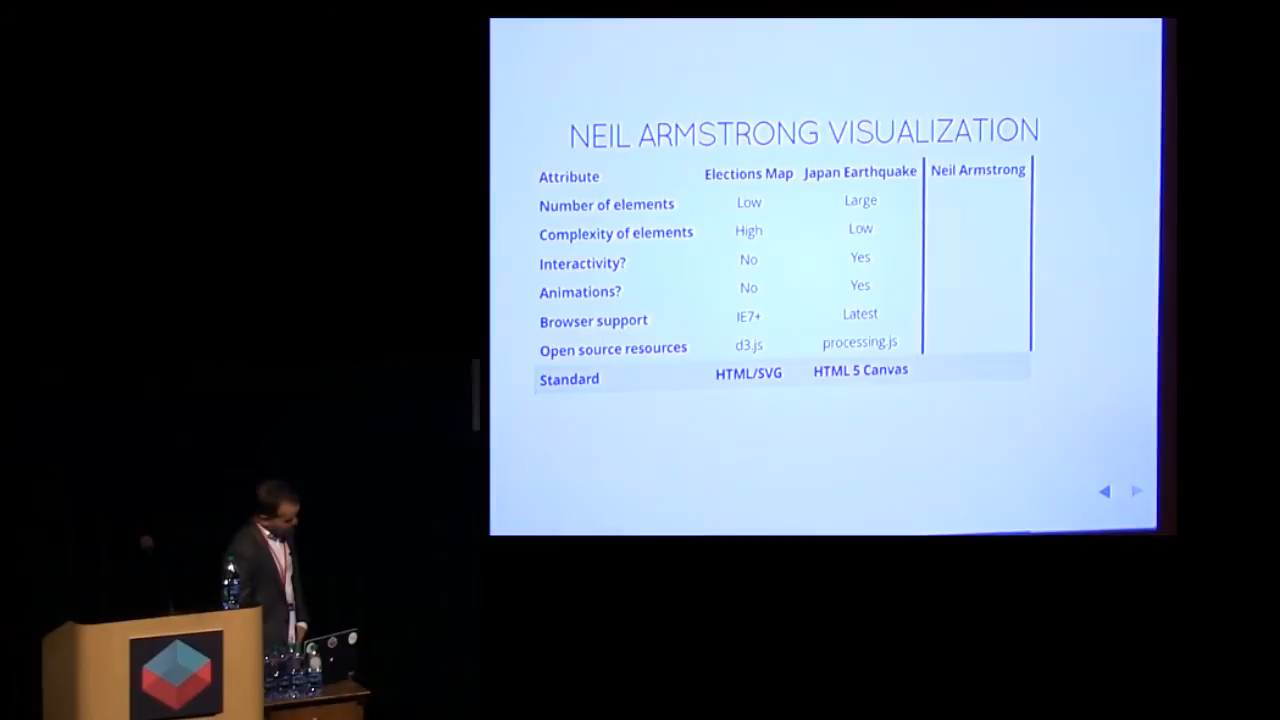 NEIL ARMSTRONG VISUALIZATION
Attribute Elections Map Japan Earthquake Neil Armstrong
Number of elements Low Large
Complexity of elements High Low
Interactivity? No Yes
Animations? No Yes
Browser support IE7+ Latest
Open source resources d3.js processing.js
Standard HTML/SVG HTML 5 Canvas